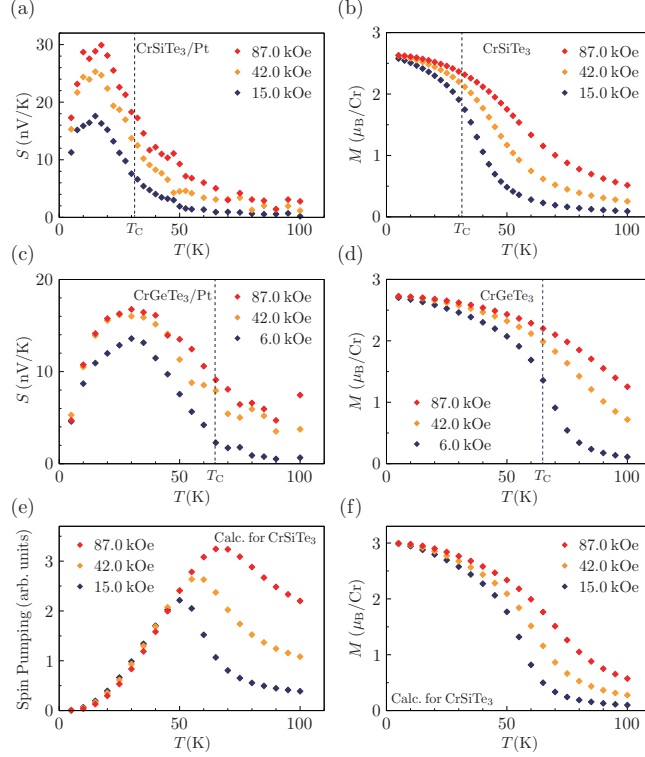 (a)
CrSiTe3/Pt
87.0 kOe
42.0 kOe
15.0 kOe
S (nV/K)
30
20
10
0
0
TC
50
100
T(K)
(b)
CrSiTe3
87.0 kOe
42.0 kOe
15.0 kOe
M (μB/Cr)
3
2
1
0
0
TC
50
100
T(K)
(c)
CrGeTe3/Pt
87.0 kOe
42.0 kOe
6.0 kOe
S (nV/K)
20
16
12
8
4
0
0
50
TC
100
T(K)
(d)
CrGeTe3
87.0 kOe
42.0 kOe
6.0 kOe
M (μB/Cr)
3
2
1
0
0
50
TC
100
T(K)
(e)
Calc. for CrSiTe3
87.0 kOe
42.0 kOe
15.0 kOe
Spin Pumping (arb. units)
3
2
1
0
0
50
100
T(K)
(f)
87.0 kOe
42.0 kOe
15.0 kOe
Calc. for CrSiTe3
M (μB/Cr)
3
2
1
0
0
50
100
T(K)